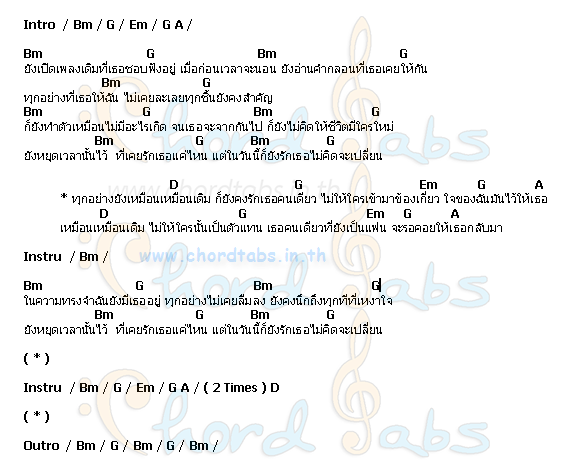 Intro / Bm / G / Em / G A /
Bm G Bm G
ยังเปิดเพลงเดิมที่เธอชอบฟังอยู่ เมื่อก่อนเวลาจะนอน ยังอ่านคำกลอนที่เธอเคยให้กัน
Bm G
ทุกอย่างที่เธอให้ฉัน ไม่เคยละเลยทุกชิ้นยังคงสำคัญ
Bm G Bm G
ก็ยังทำตัวเหมือนไม่มีอะไรเกิด จนเธอจะจากกันไป ก็ยังไม่คิดให้ชีวิตมีใครใหม่
Bm G Bm G
ยังหยุดเวลานั้นไว้ ที่เคยรักเธอแค่ไหน แต่ในวันนี้ก็ยังรักเธอไม่คิดจะเปลี่ยน
D G Em G A
* ทุกอย่างยังเหมือนเหมือนเดิม ก็ยังคงรักเธอคนเดียว ไม่ให้ใครเข้ามาข้องเกี่ยว ใจของฉันมันไว้ให้เธอ
D G Em G A
เหมือนเหมือนเดิม ไม่ให้ใครนั้นเป็นตัวแทน เธอคนเดียวที่ยังเป็นแฟน จะรอคอยให้เธอกลับมา
www.chordtabs.in.th
Instru / Bm /
Bm G Bm G
ในความทรงจำฉันยังมีเธออยู่ ทุกอย่างไม่เคยลืมลง ยังคงนึกถึงทุกทีที่เหงาใจ
Bm G Bm G
ยังหยุดเวลานั้นไว้ ที่เคยรักเธอแค่ไหน แต่ในวันนี้ก็ยังรักเธอไม่คิดจะเปลี่ยน
( * )
Instru / Bm / G / Em / G A / ( 2 Times ) D
( * )
Outro / Bm / G / Bm / G / Bm /